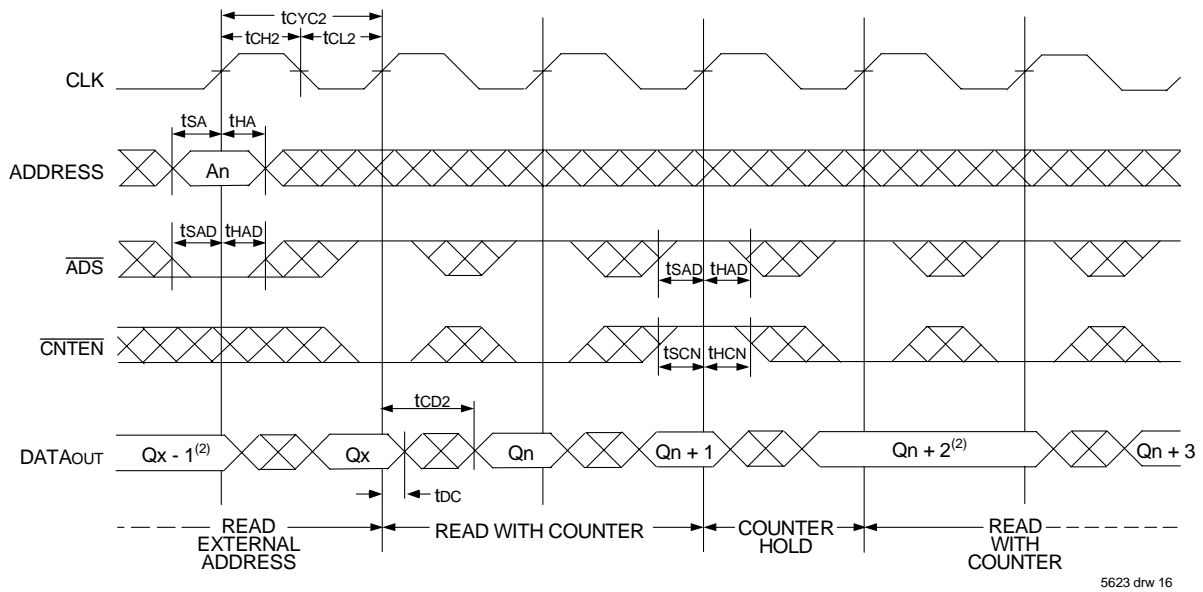 tCYC2
tCH2 tCL2
CLK
tSA tHA
ADDRESS An
tSAD tHAD
ADS
tSAD tHAD
CNTEN
tSCN tHCN
tCD2
DATAOUT Qx - 1(2) Qx Qn Qn + 1 Qn + 2(2) Qn + 3
tDC
READ EXTERNAL ADDRESS
READ WITH COUNTER
COUNTER HOLD
READ WITH COUNTER
5623 drw 16